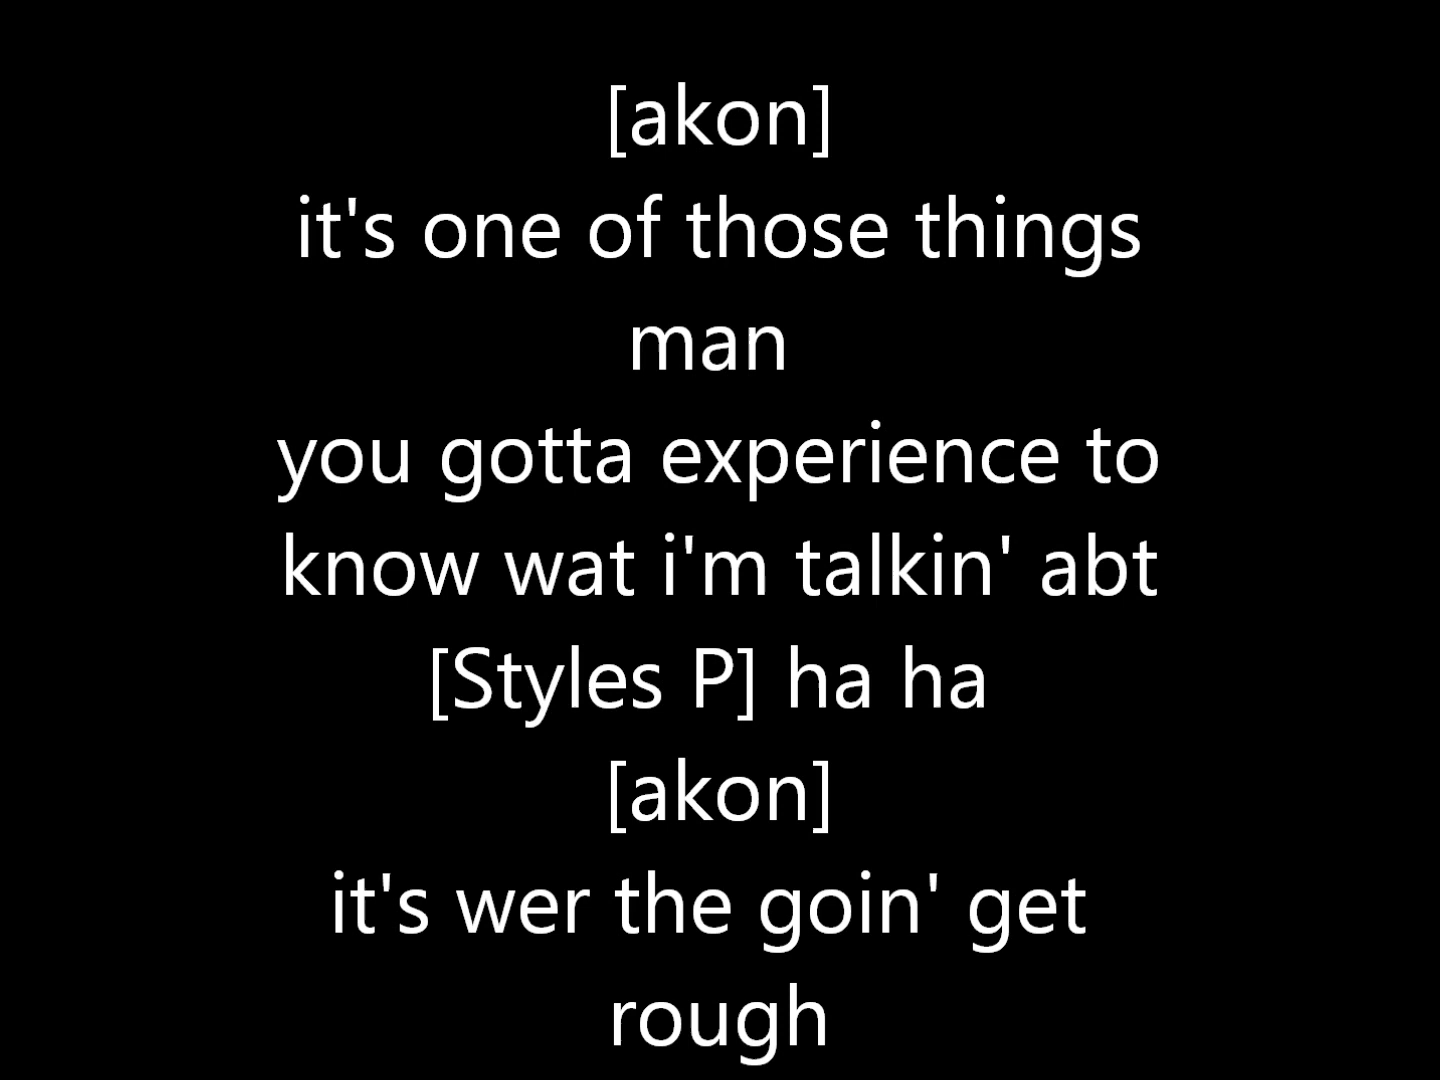 [akon]
it's one of those things
man
you gotta experience to
know wat i'm talkin' abt
[Styles P] ha ha
[akon]
it's wer the goin' get
rough